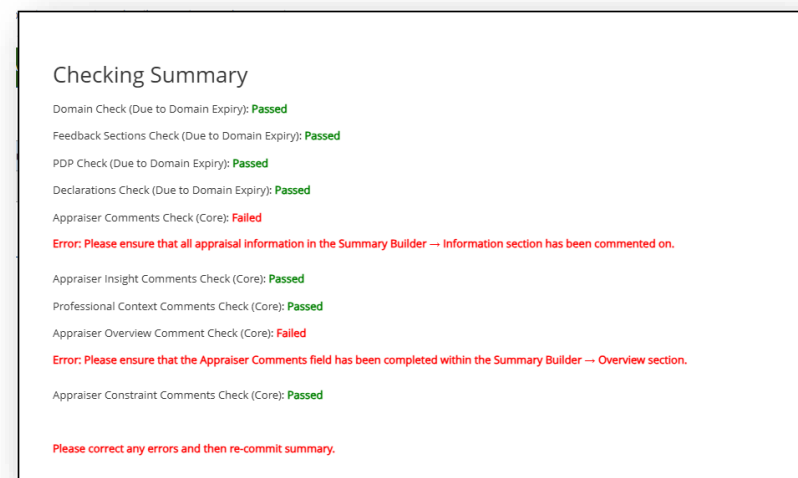 Checking Summary
Domain Check (Due to Domain Expiry): Passed
Feedback Sections Check (Due to Domain Expiry): Passed
PDP Check (Due to Domain Expiry): Passed
Declarations Check (Due to Domain Expiry): Passed
Appraiser Comments Check (Core): Failed
Error: Please ensure that all appraisal information in the Summary Builder → Information section has been commented on.
Appraiser Insight Comments Check (Core): Passed
Professional Context Comments Check (Core): Passed
Appraiser Overview Comment Check (Core): Failed
Error: Please ensure that the Appraiser Comments field has been completed within the Summary Builder → Overview section.
Appraiser Constraint Comments Check (Core): Passed
Please correct any errors and then re-commit summary.